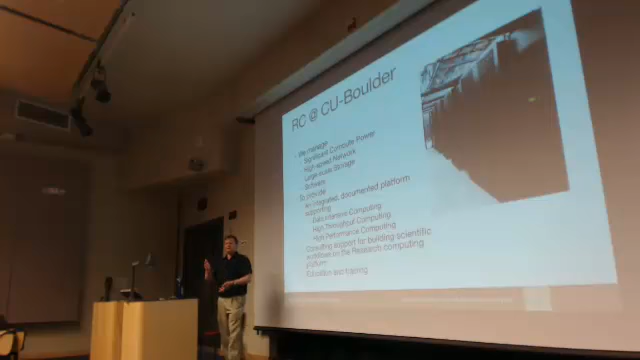 RC @ CU-Boulder
We manage
Significant Compute Power
High-speed Network
Large-scale Storage
Software
To provide
An integrated, documented platform
supporting
Data Intensive Computing
High Throughput Computing
High Performance Computing
Consulting support for building scientific
workflows on the Research computing
platform
Education and training